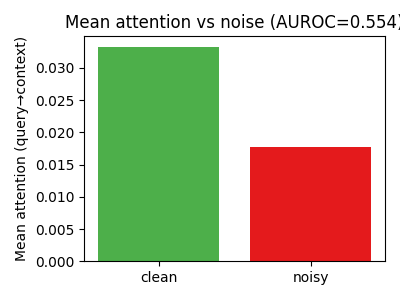 Mean attention vs noise (AUROC=0.554)
Mean attention (query→context)
0.030
0.025
0.020
0.015
0.010
0.005
0.000
clean
noisy